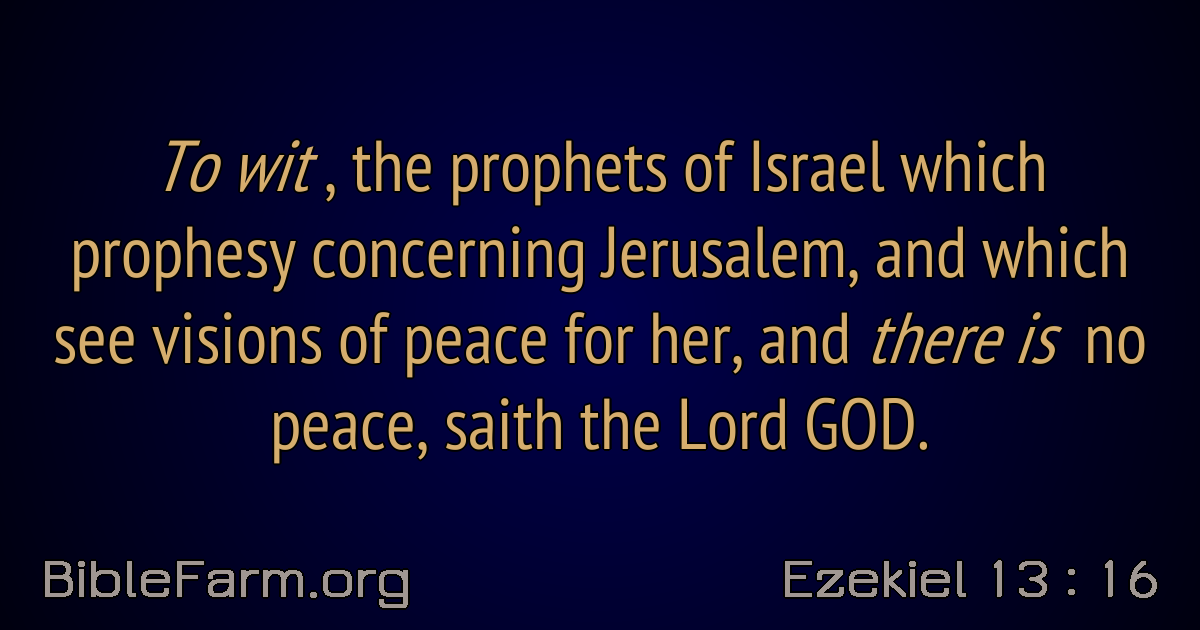 To wit , the prophets of Israel which
prophesy concerning Jerusalem, and which
see visions of peace for her, and there is no
peace, saith the Lord GOD.
BibleFarm.org
Ezekiel 13 : 16